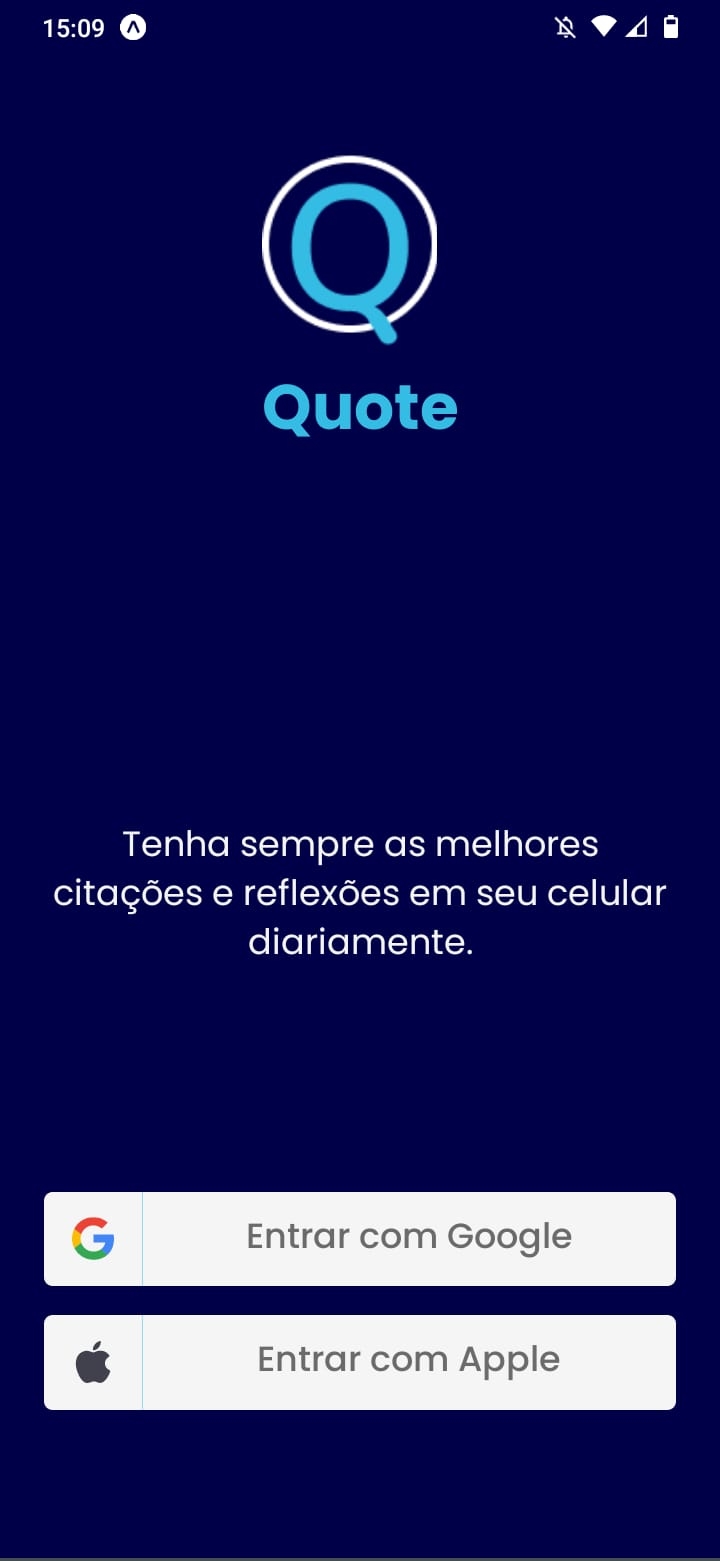 15:09
Q
Quote
Tenha sempre as melhores
citações e reflexões em seu celular
diariamente.
Entrar com Google
Entrar com Apple